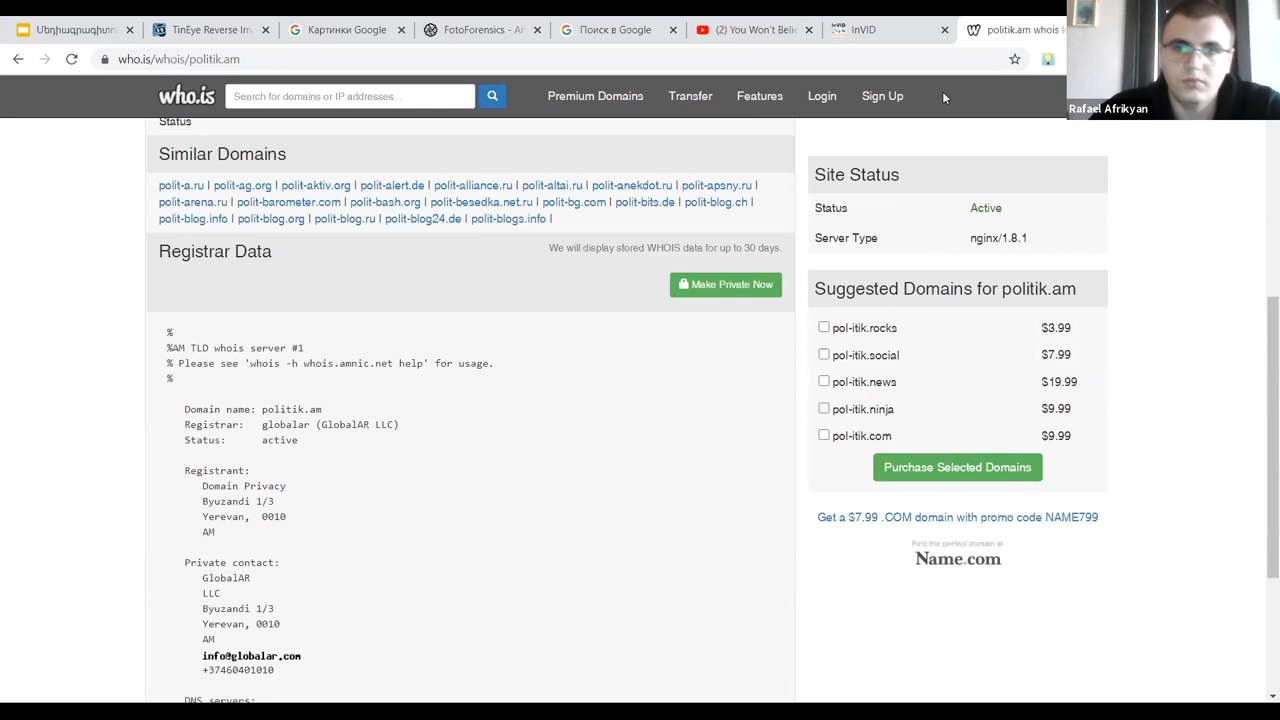 Մեդիագրագիտո
TinEye Reverse Im
Картинки Google
FotoForensics - An
Поиск в Google
(2) You Won't Belie
InVID
politik.am whois lo
who.is/whois/politik.am
Rafael Afrikyan
who.is
Search for domains or IP addresses...
Premium Domains
Transfer
Features
Login
Sign Up
Status
Similar Domains
polit-a.ru | polit-ag.org | polit-aktiv.org | polit-alert.de | polit-alliance.ru | polit-altai.ru | polit-anekdot.ru | polit-apsny.ru |
polit-arena.ru | polit-barometer.com | polit-bash.org | polit-besedka.net.ru | polit-bg.com | polit-bits.de | polit-blog.ch |
polit-blog.info | polit-blog.org | polit-blog.ru | polit-blog24.de | polit-blogs.info |
Registrar Data
We will display stored WHOIS data for up to 30 days.
Make Private Now
%
%AM TLD whois server #1
% Please see 'whois -h whois.amnic.net help' for usage.
%
Domain name: politik.am
Registrar: globalar (GlobalAR LLC)
Status: active
Registrant:
Domain Privacy
Byuzandi 1/3
Yerevan, 0010
AM
Private contact:
GlobalAR
LLC
Byuzandi 1/3
Yerevan, 0010
AM
info@globalar.com
+37460401010
DNS servers:
Site Status
Status Active
Server Type nginx/1.8.1
Suggested Domains for politik.am
pol-itik.rocks $3.99
pol-itik.social $7.99
pol-itik.news $19.99
pol-itik.ninja $9.99
pol-itik.com $9.99
Purchase Selected Domains
Get a $7.99 .COM domain with promo code NAME799
Find the perfect domain at
Name.com